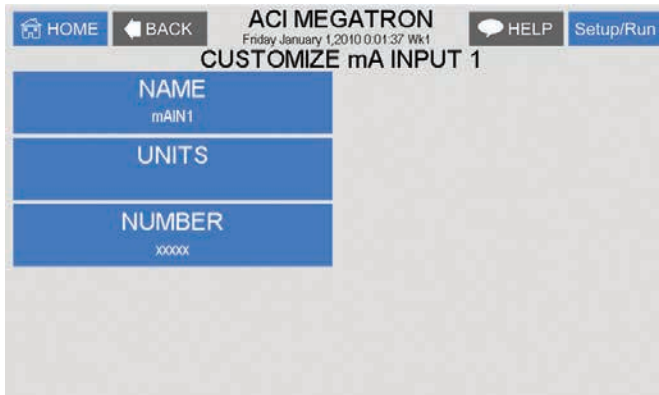 HOME BACK ACI MEGATRON HELP Setup/Run
Friday January 1,2010 0:01:37 Wk1
CUSTOMIZE mA INPUT 1
NAME
mAIN1
UNITS
NUMBER
xxxxx